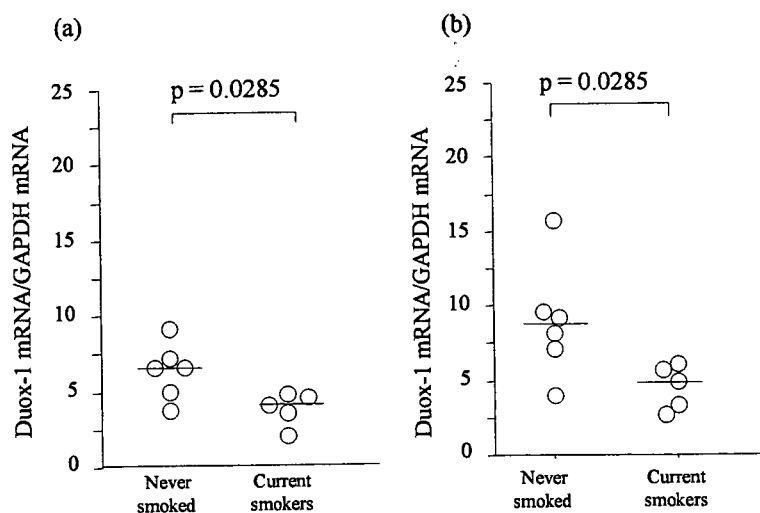 (a)
p = 0.0285
25
20
15
10
5
0
Duox-1 mRNA/GAPDH mRNA
Never
smoked
Current
smokers
(b)
p = 0.0285
25
20
15
10
5
0
Duox-1 mRNA/GAPDH mRNA
Never
smoked
Current
smokers